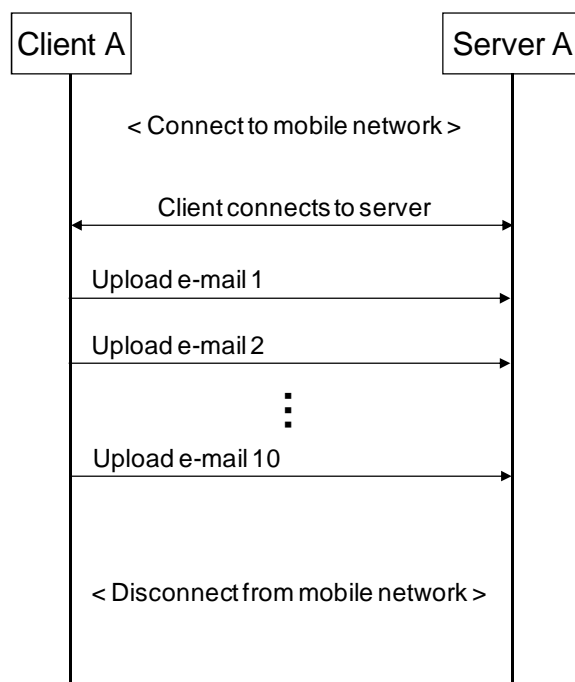 Client A
Server A
< Connect to mobile network >
Client connects to server
Upload e-mail 1
Upload e-mail 2
Upload e-mail 10
< Disconnect from mobile network >